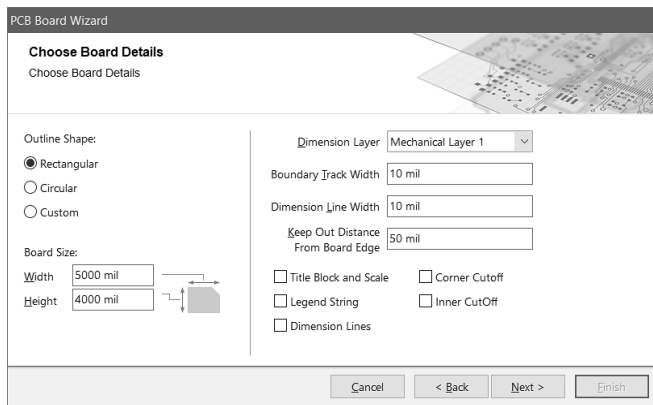 PCB Board Wizard
Choose Board Details
Choose Board Details
Outline Shape:
Rectangular
Circular
Custom
Board Size:
Width 5000 mil
Height 4000 mil
Dimension Layer Mechanical Layer 1
Boundary Track Width 10 mil
Dimension Line Width 10 mil
Keep Out Distance
From Board Edge 50 mil
Title Block and Scale Corner Cutoff
Legend String Inner CutOff
Dimension Lines
Cancel < Back Next > Finish